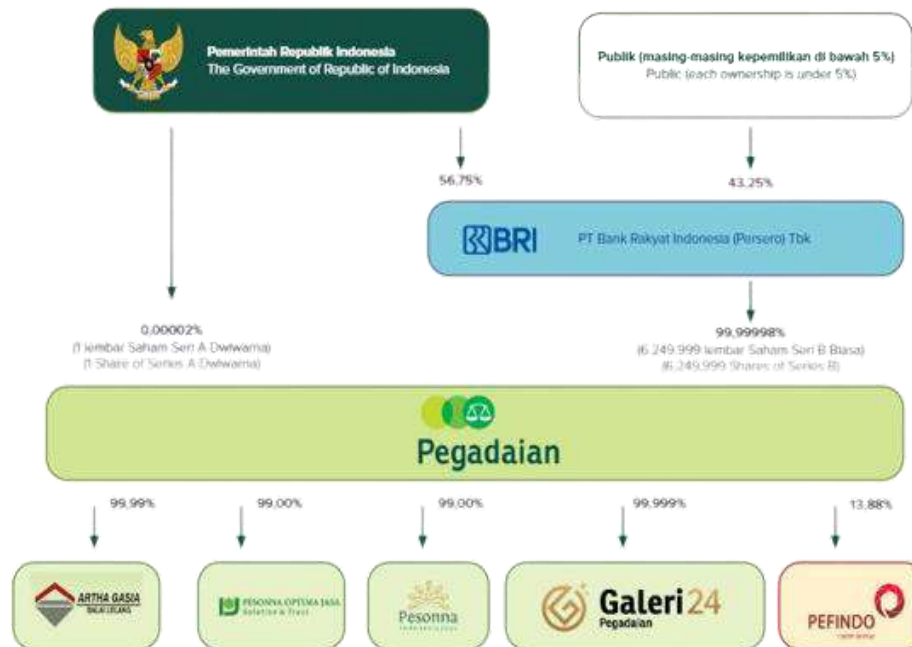 Pemerintah Republik Indonesia
The Government of Republic of Indonesia
Publik (masing-masing kepemilikan di bawah 5%)
Public (each ownership is under 5%)
56,75%
43,25%
BRI
PT Bank Rakyat Indonesia (Persero) Tbk
0,00002%
(1 lembar Saham Seri A Dwiwarna)
(1 Share of Series A Dwiwarna)
99,99998%
(6.249.999 lembar Saham Seri B Biasa)
(6,249,999 Shares of Series B)
Pegadaian
99,99%
99,00%
99,00%
99,999%
13,88%
ARTHA GASIA
BALAI LELANG
PESONNA OPTIMA JASA
Solution & Trust
Pesonna
Galeri 24
Pegadaian
PEFINDO